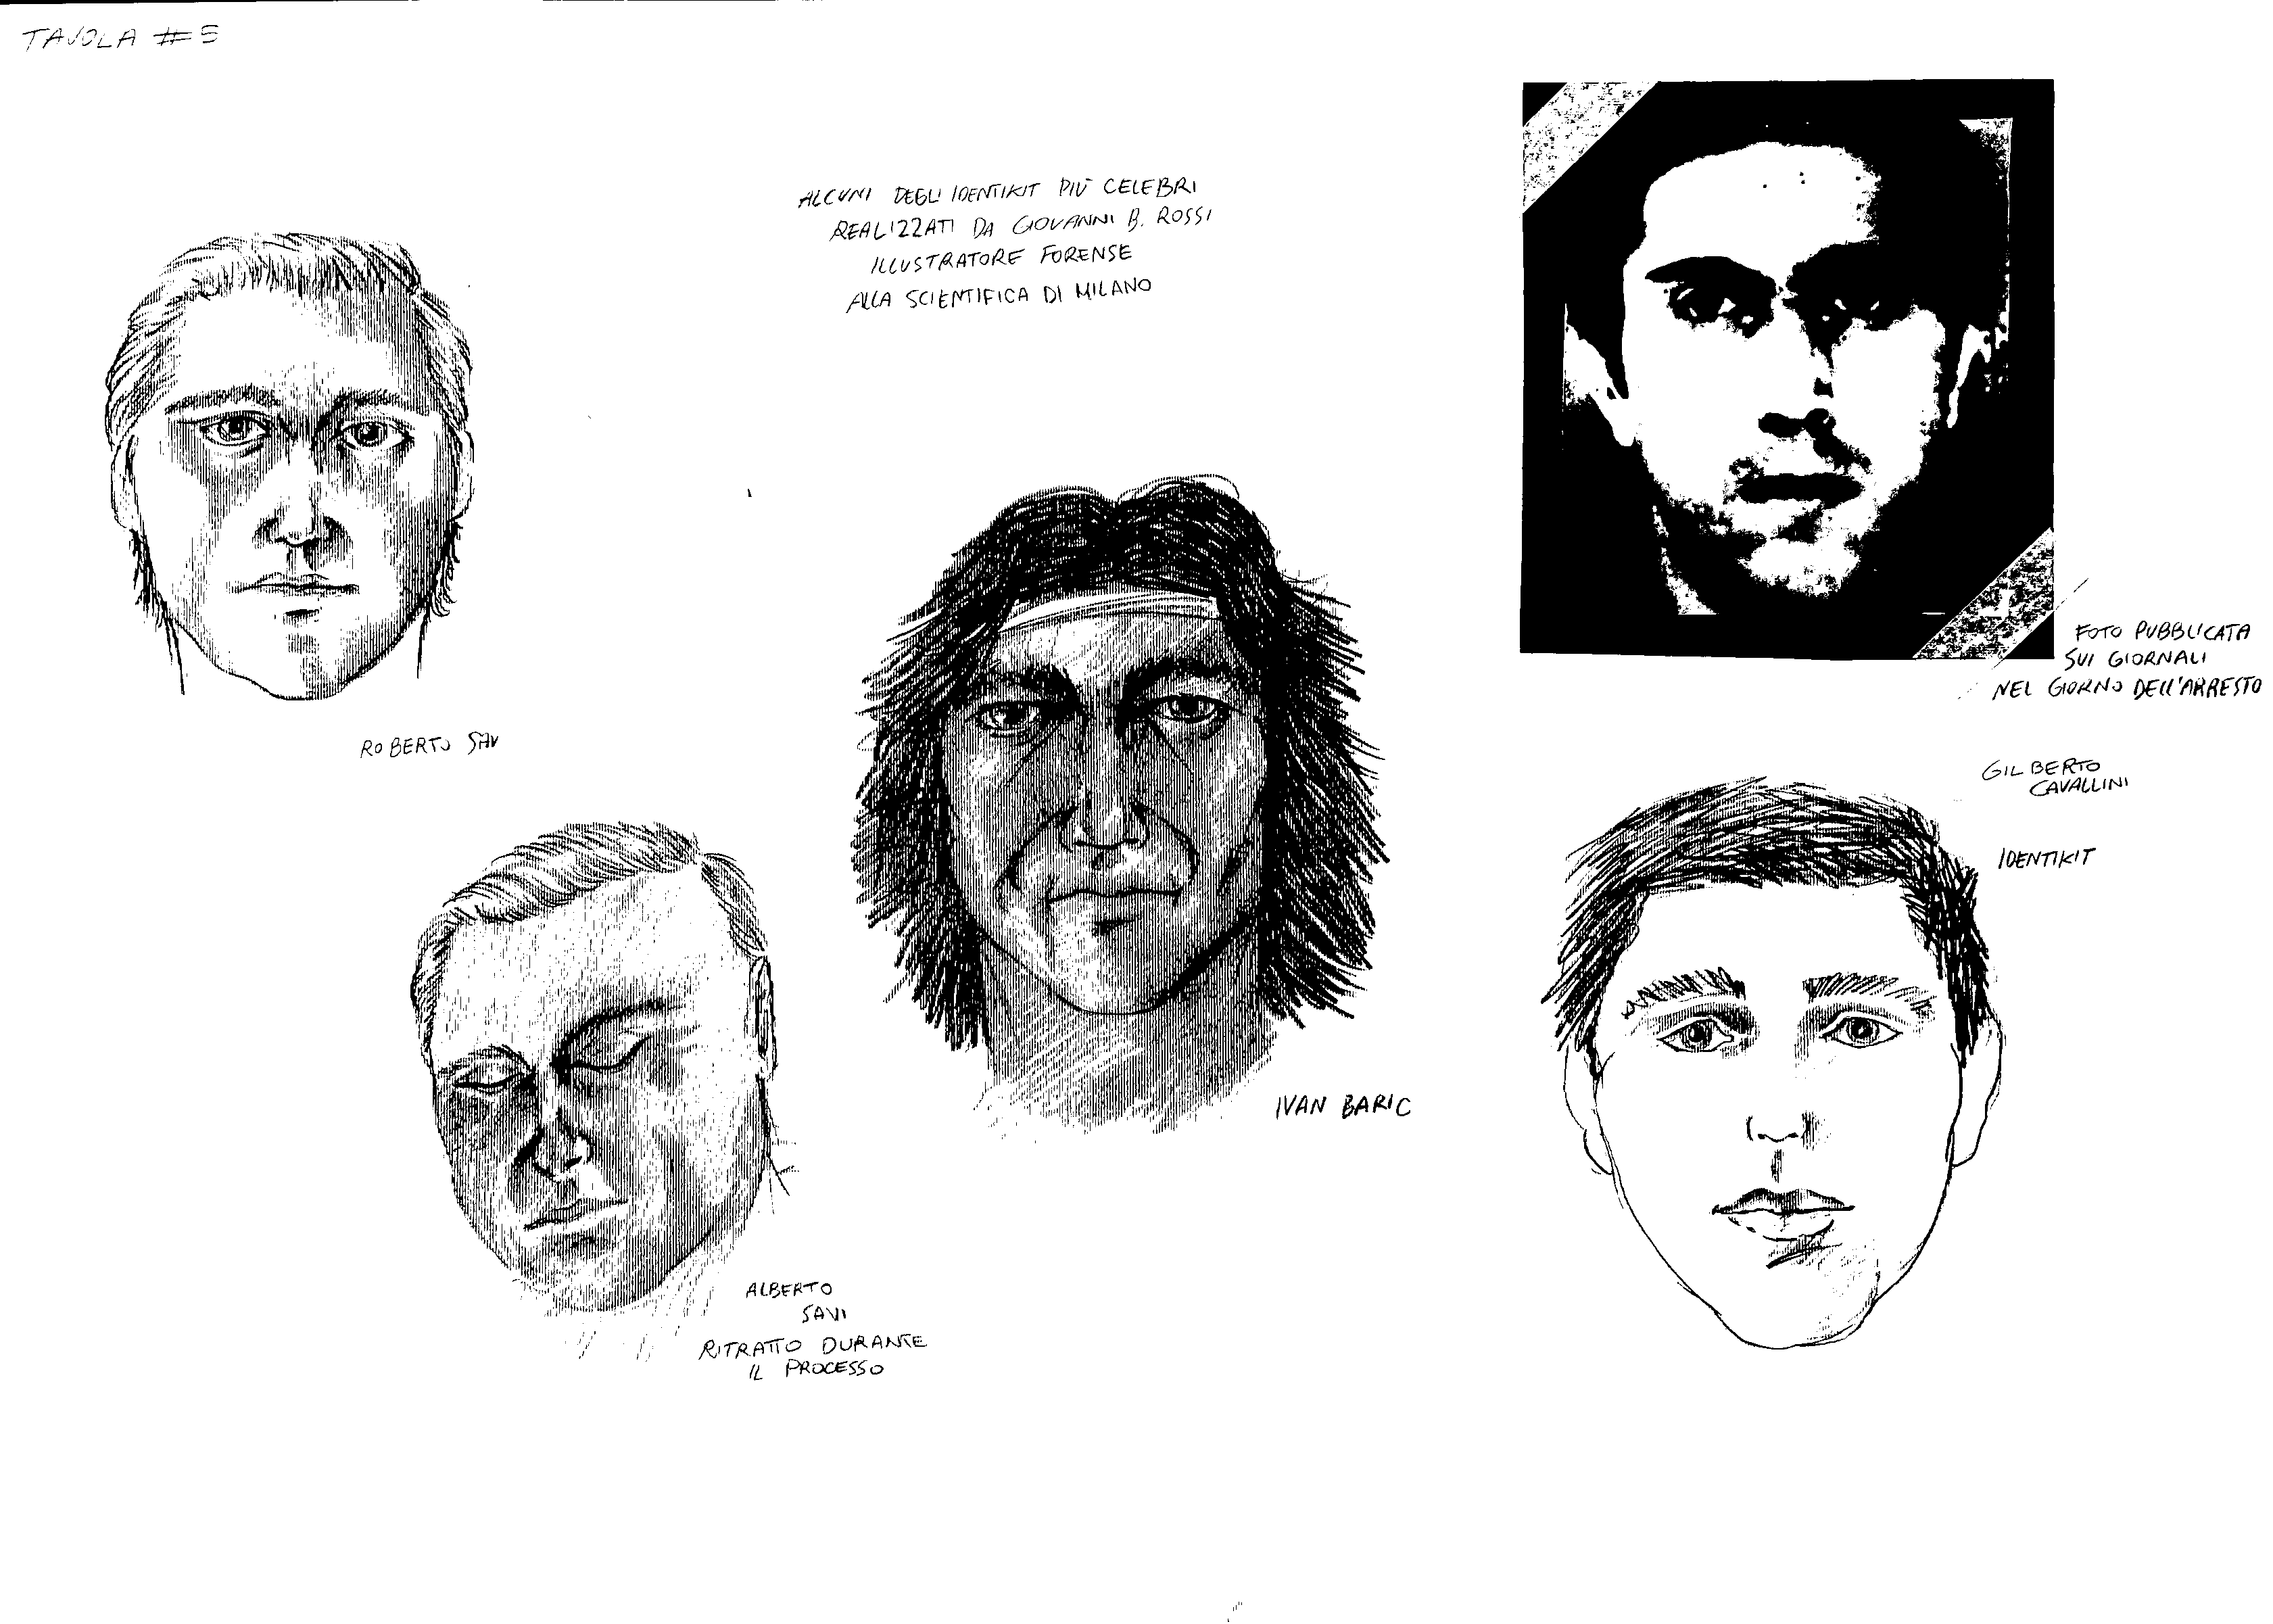 TAVOLA #5
ALCUNI DEGLI IDENTIKIT PIÙ CELEBRI
REALIZZATI DA GIOVANNI B. ROSSI
ILLUSTRATORE FORENSE
ALLA SCIENTIFICA DI MILANO
ROBERTO SAV
FOTO PUBBLICATA
SUI GIORNALI
NEL GIORNO DELL'ARRESTO
GILBERTO
CAVALLINI
IDENTIKIT
IVAN BARIC
ALBERTO
SAVI
RITRATTO DURANTE
IL PROCESSO